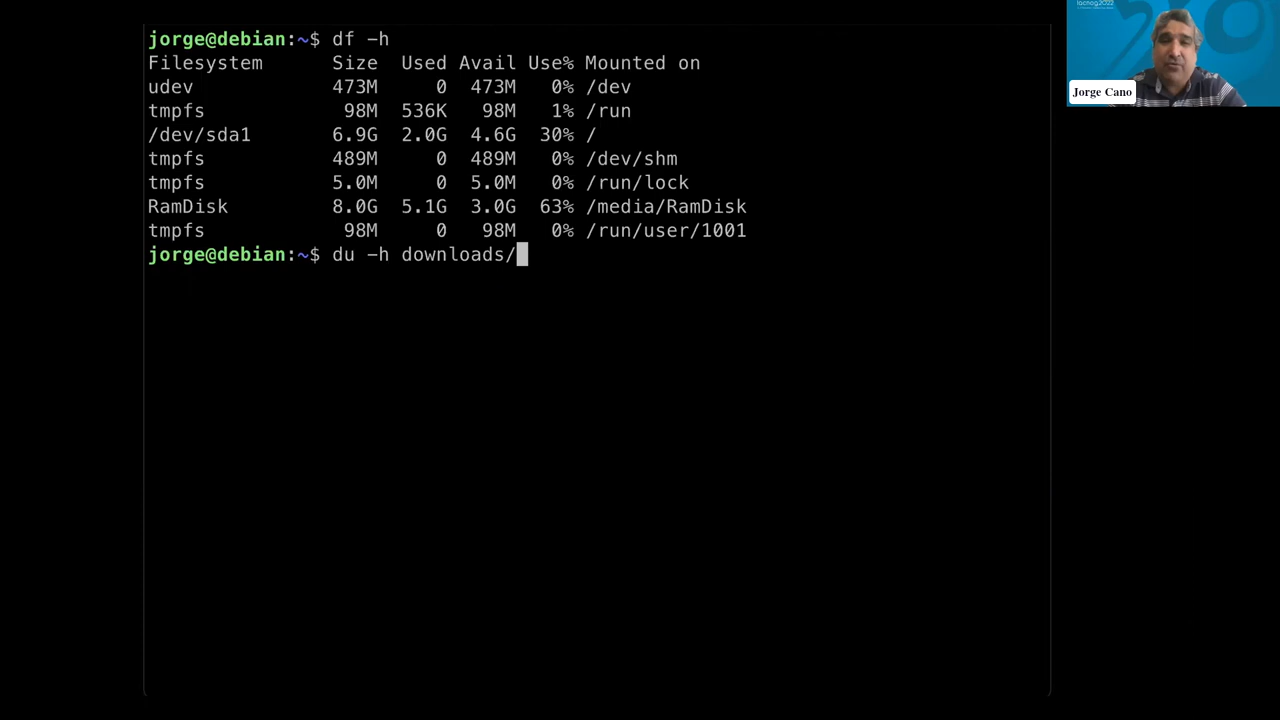 jorge@debian:~$ df -h
Filesystem Size Used Avail Use% Mounted on
udev 473M 0 473M 0% /dev
tmpfs 98M 536K 98M 1% /run
/dev/sda1 6.9G 2.0G 4.6G 30% /
tmpfs 489M 0 489M 0% /dev/shm
tmpfs 5.0M 0 5.0M 0% /run/lock
RamDisk 8.0G 5.1G 3.0G 63% /media/RamDisk
tmpfs 98M 0 98M 0% /run/user/1001
jorge@debian:~$ du -h downloads/
lacnog2022
Jorge Cano